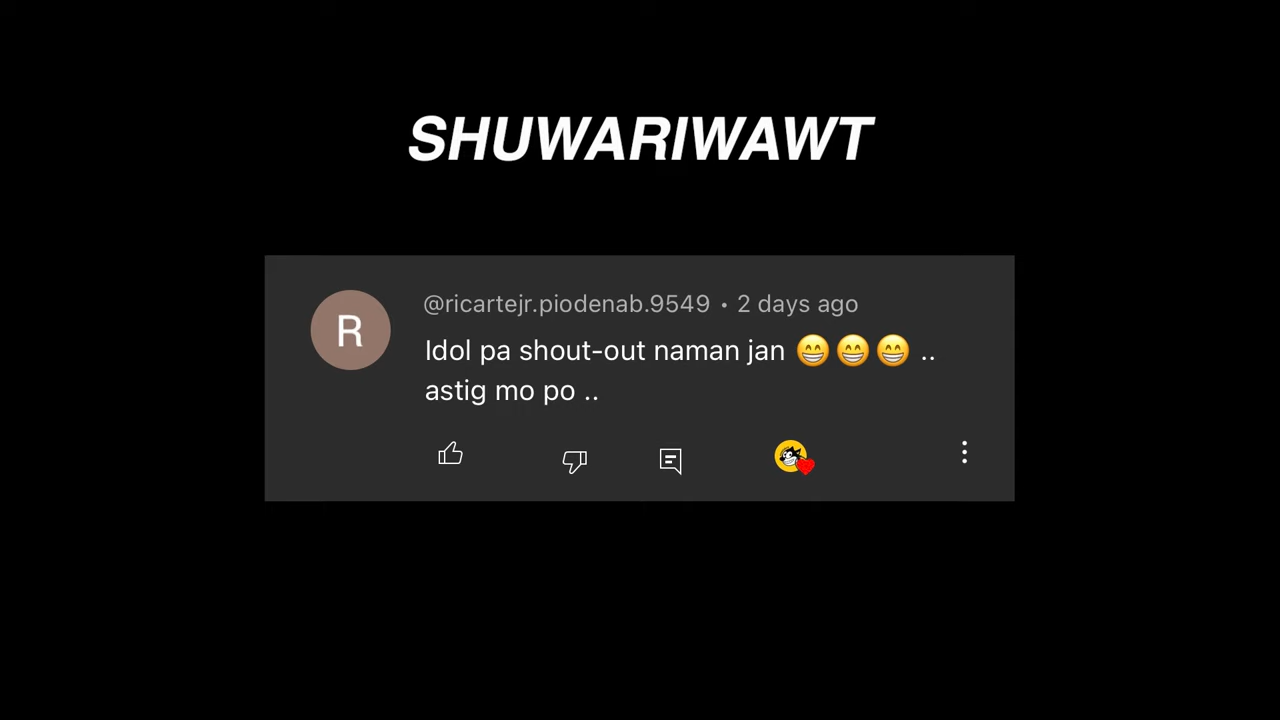 SHUWARIWAWT
R
@ricartejr.piodenab.9549 • 2 days ago
Idol pa shout-out naman jan 😁😁😁 ..
astig mo po ..